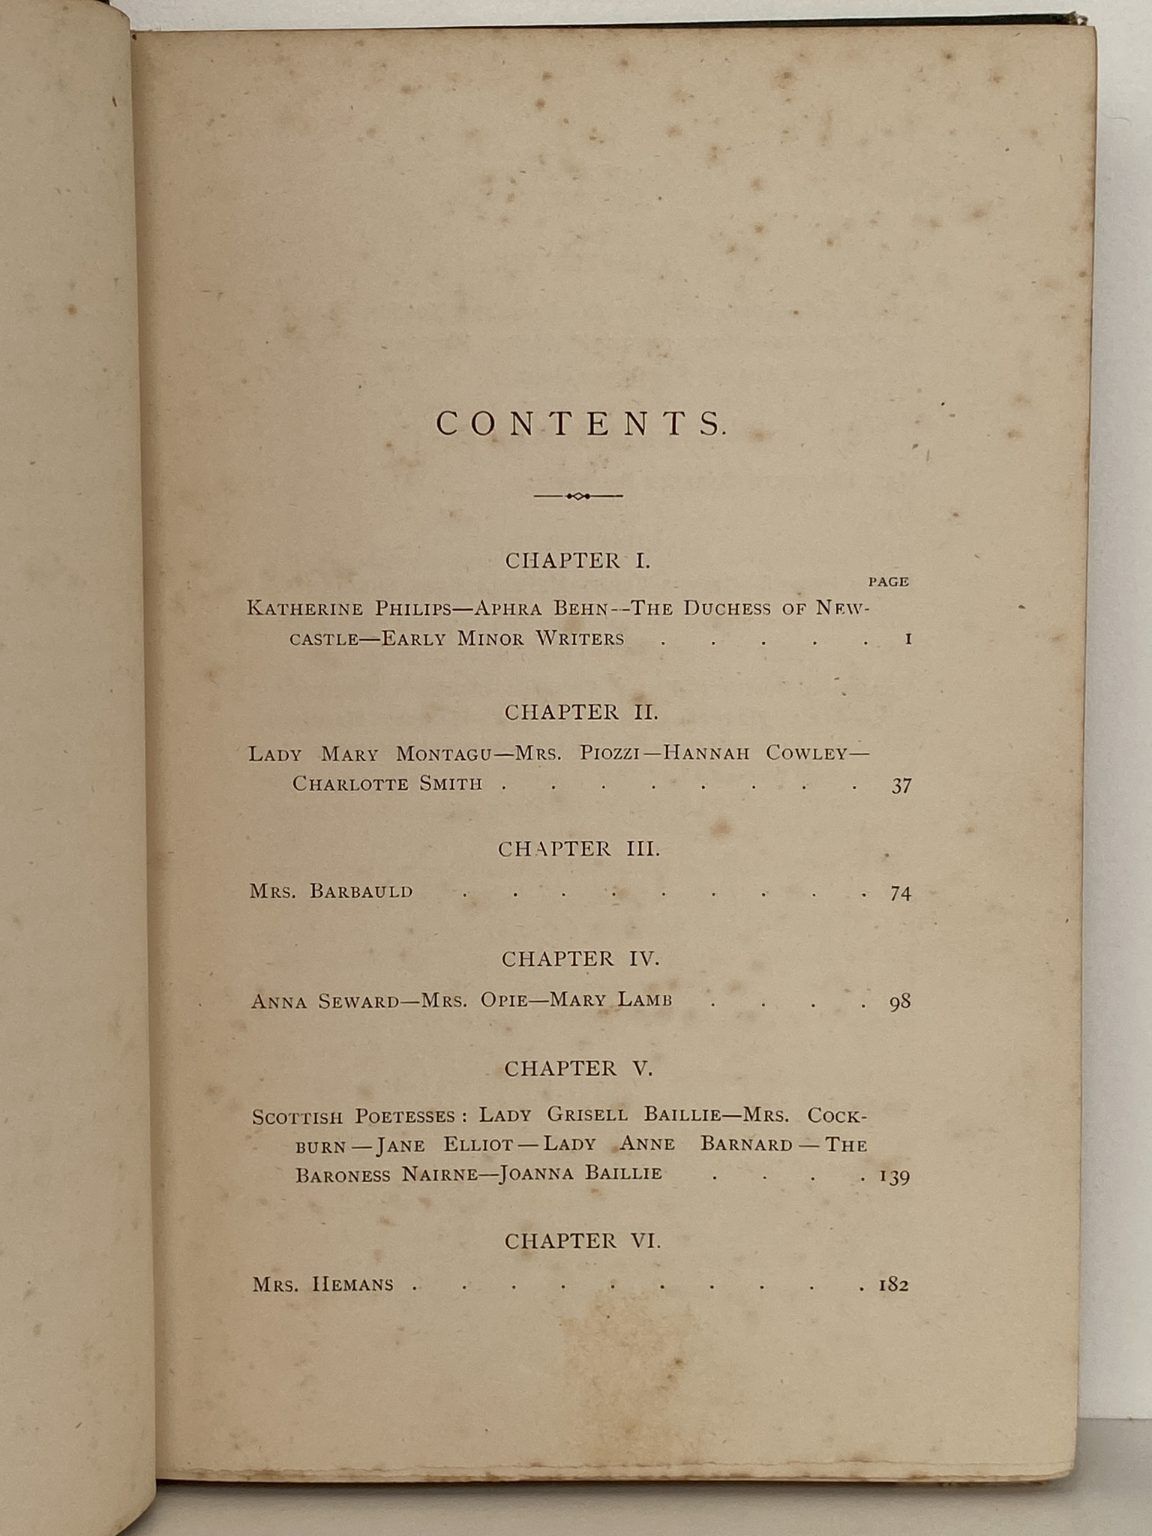 CONTENTS.
CHAPTER I.
PAGE
KATHERINE PHILIPS—APHRA BEHN—THE DUCHESS OF NEW-
CASTLE—EARLY MINOR WRITERS . . . . . 1
CHAPTER II.
LADY MARY MONTAGU—MRS. PIOZZI—HANNAH COWLEY—
CHARLOTTE SMITH . . . . . . . . 37
CHAPTER III.
MRS. BARBAULD . . . . . . . . . 74
CHAPTER IV.
ANNA SEWARD—MRS. OPIE—MARY LAMB . . . . 98
CHAPTER V.
SCOTTISH POETESSES: LADY GRISELL BAILLIE—MRS. COCK-
BURN—JANE ELLIOT—LADY ANNE BARNARD—THE
BARONESS NAIRNE—JOANNA BAILLIE . . . . 139
CHAPTER VI.
MRS. HEMANS . . . . . . . . . . 182